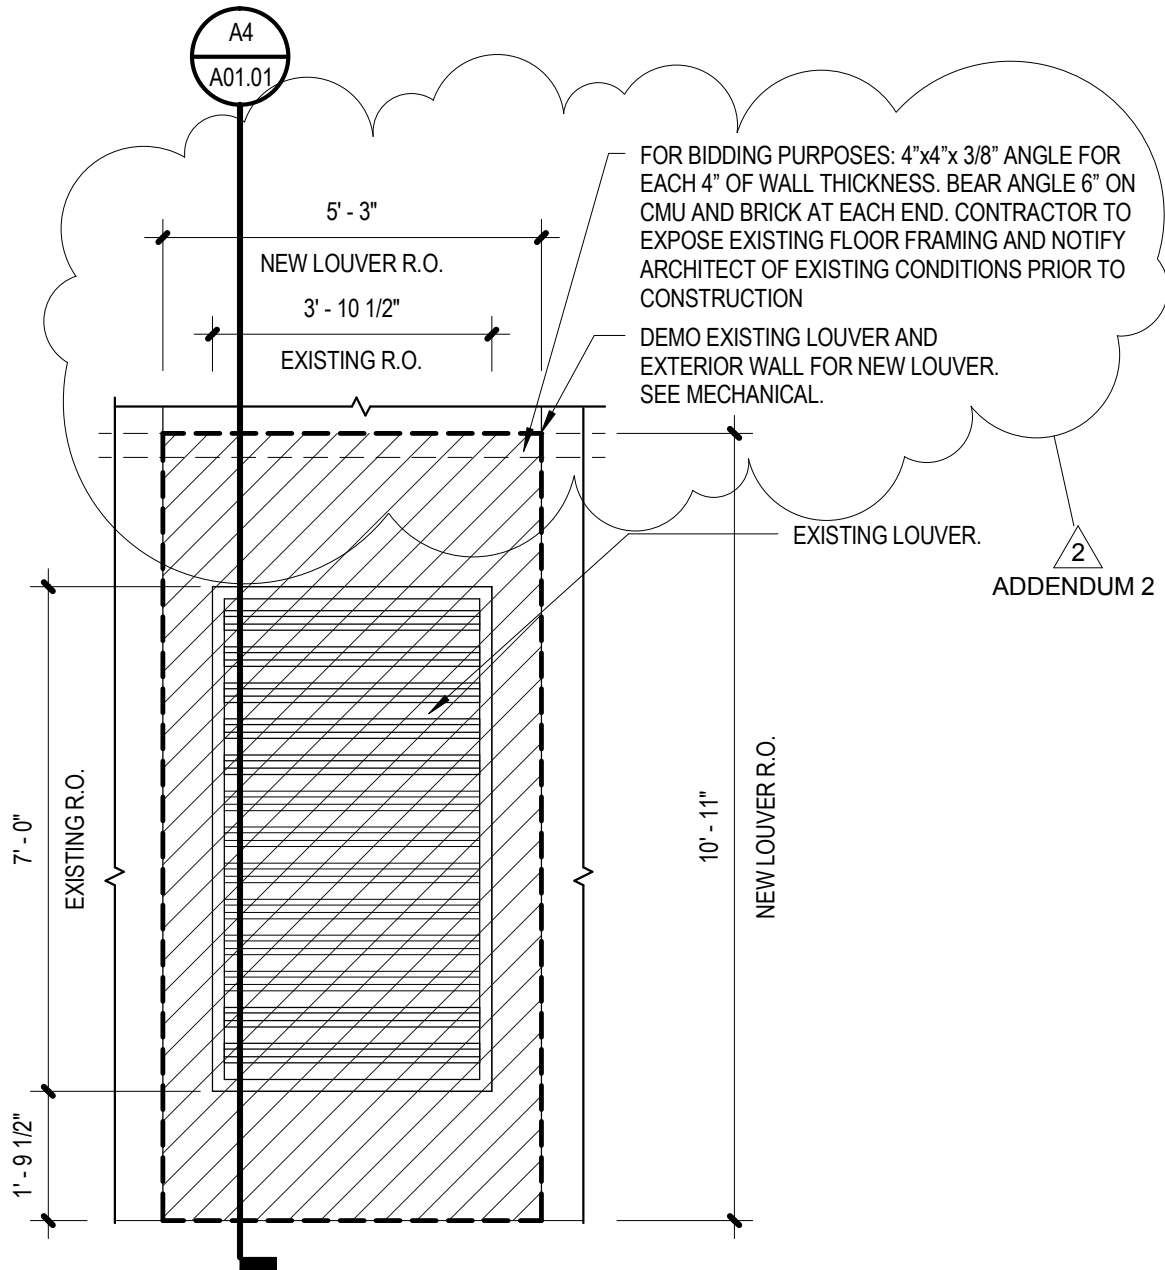 A4
A01.01
FOR BIDDING PURPOSES: 4”x4”x 3/8” ANGLE FOR
EACH 4” OF WALL THICKNESS. BEAR ANGLE 6” ON
CMU AND BRICK AT EACH END. CONTRACTOR TO
EXPOSE EXISTING FLOOR FRAMING AND NOTIFY
ARCHITECT OF EXISTING CONDITIONS PRIOR TO
CONSTRUCTION
5' - 3"
NEW LOUVER R.O.
3' - 10 1/2"
EXISTING R.O.
DEMO EXISTING LOUVER AND
EXTERIOR WALL FOR NEW LOUVER.
SEE MECHANICAL.
EXISTING LOUVER.
2
ADDENDUM 2
7' - 0"
EXISTING R.O.
10' - 11"
NEW LOUVER R.O.
1' - 9 1/2"